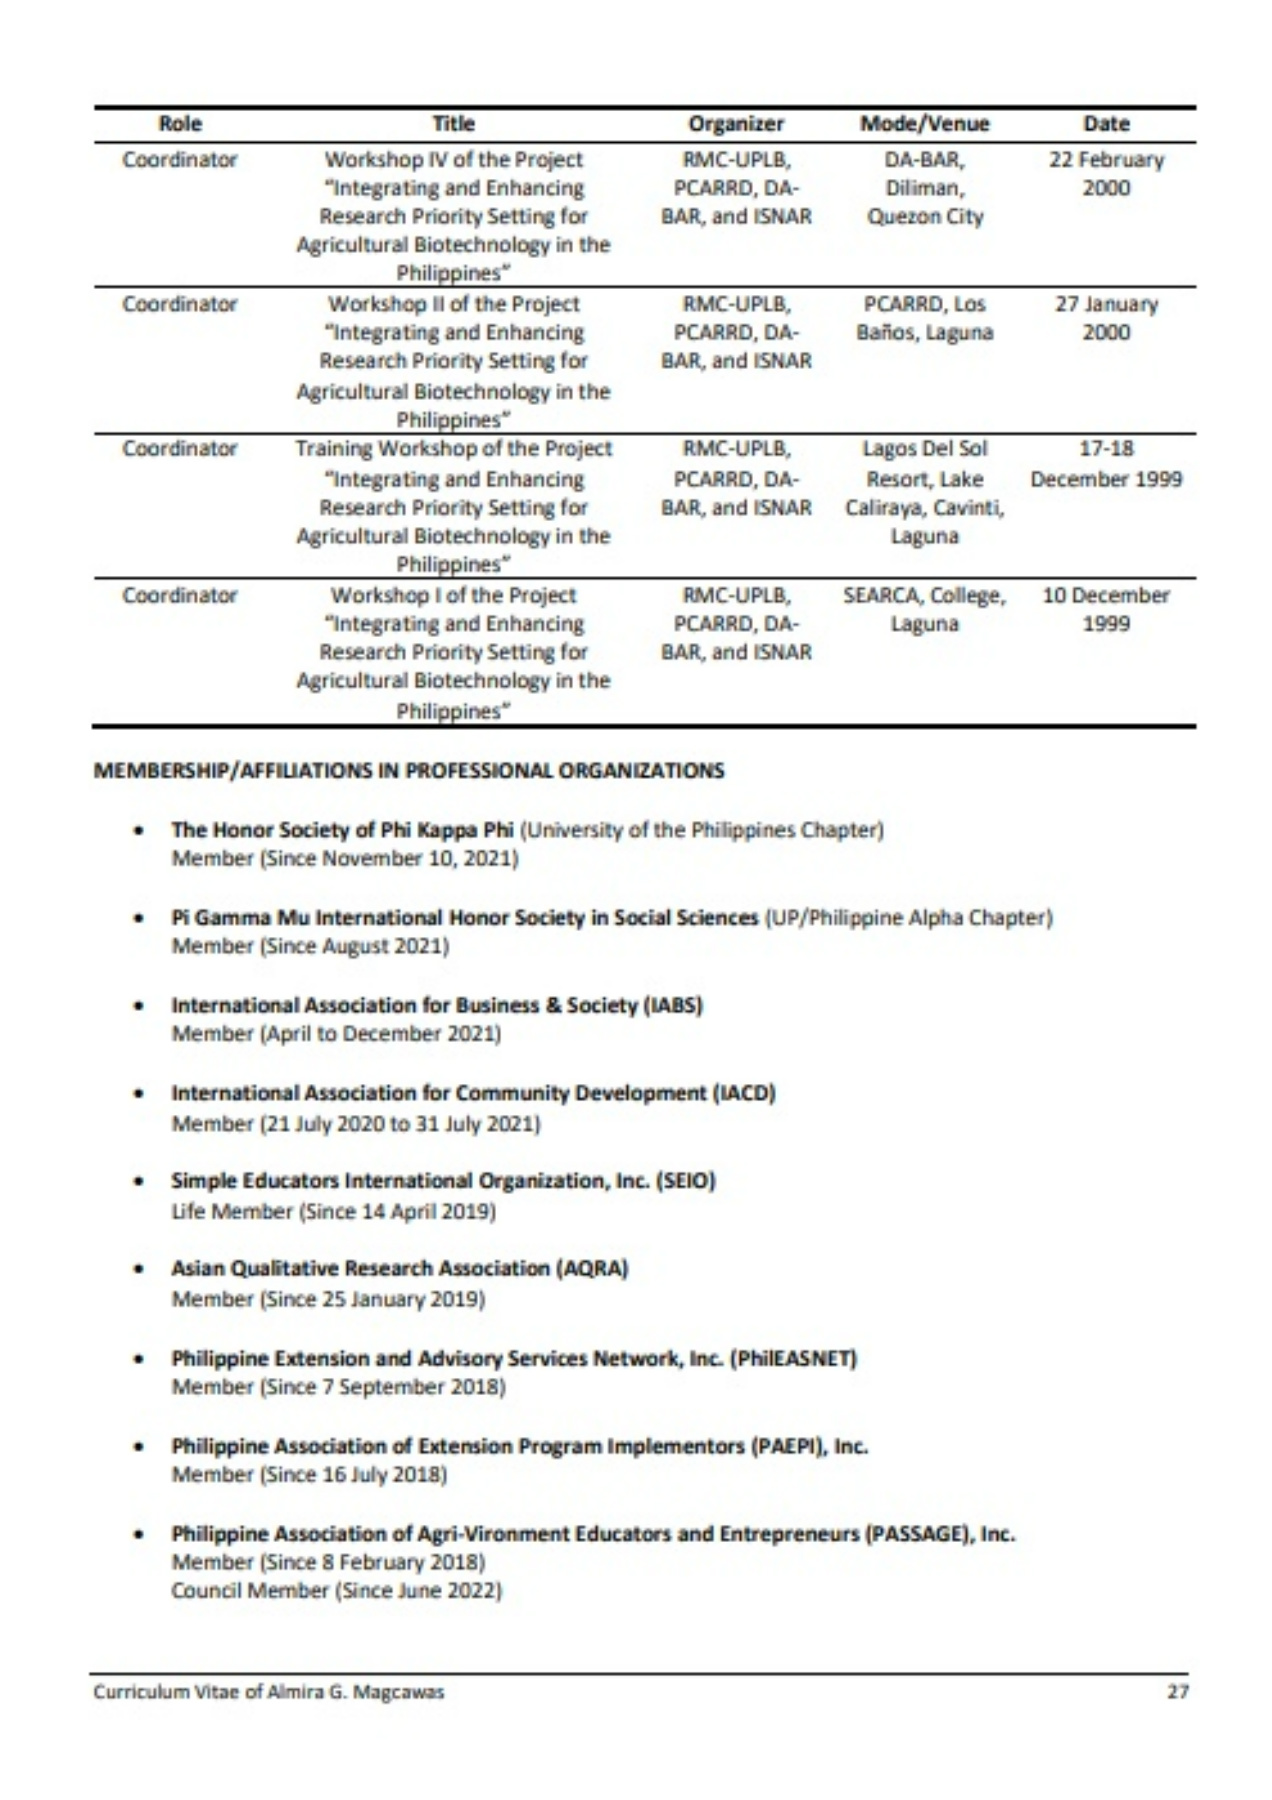 Role Title Organizer Mode/Venue Date
Coordinator Workshop IV of the Project RMC-UPLB, DA-BAR, 22 February
“Integrating and Enhancing PCARRD, DA- Diliman, 2000
Research Priority Setting for BAR, and ISNAR Quezon City
Agricultural Biotechnology in the
Philippines”
Coordinator Workshop II of the Project RMC-UPLB, PCARRD, Los 27 January
“Integrating and Enhancing PCARRD, DA- Baños, Laguna 2000
Research Priority Setting for BAR, and ISNAR
Agricultural Biotechnology in the
Philippines”
Coordinator Training Workshop of the Project RMC-UPLB, Lagos Del Sol 17-18
“Integrating and Enhancing PCARRD, DA- Resort, Lake December 1999
Research Priority Setting for BAR, and ISNAR Caliraya, Cavinti,
Agricultural Biotechnology in the Laguna
Philippines”
Coordinator Workshop I of the Project RMC-UPLB, SEARCA, College, 10 December
“Integrating and Enhancing PCARRD, DA- Laguna 1999
Research Priority Setting for BAR, and ISNAR
Agricultural Biotechnology in the
Philippines”
MEMBERSHIP/AFFILIATIONS IN PROFESSIONAL ORGANIZATIONS
• The Honor Society of Phi Kappa Phi (University of the Philippines Chapter)
Member (Since November 10, 2021)
• Pi Gamma Mu International Honor Society in Social Sciences (UP/Philippine Alpha Chapter)
Member (Since August 2021)
• International Association for Business & Society (IABS)
Member (April to December 2021)
• International Association for Community Development (IACD)
Member (21 July 2020 to 31 July 2021)
• Simple Educators International Organization, Inc. (SEIO)
Life Member (Since 14 April 2019)
• Asian Qualitative Research Association (AQRA)
Member (Since 25 January 2019)
• Philippine Extension and Advisory Services Network, Inc. (PhilEASNET)
Member (Since 7 September 2018)
• Philippine Association of Extension Program Implementors (PAEPI), Inc.
Member (Since 16 July 2018)
• Philippine Association of Agri-Vironment Educators and Entrepreneurs (PASSAGE), Inc.
Member (Since 8 February 2018)
Council Member (Since June 2022)
Curriculum Vitae of Almira G. Magcawas 27